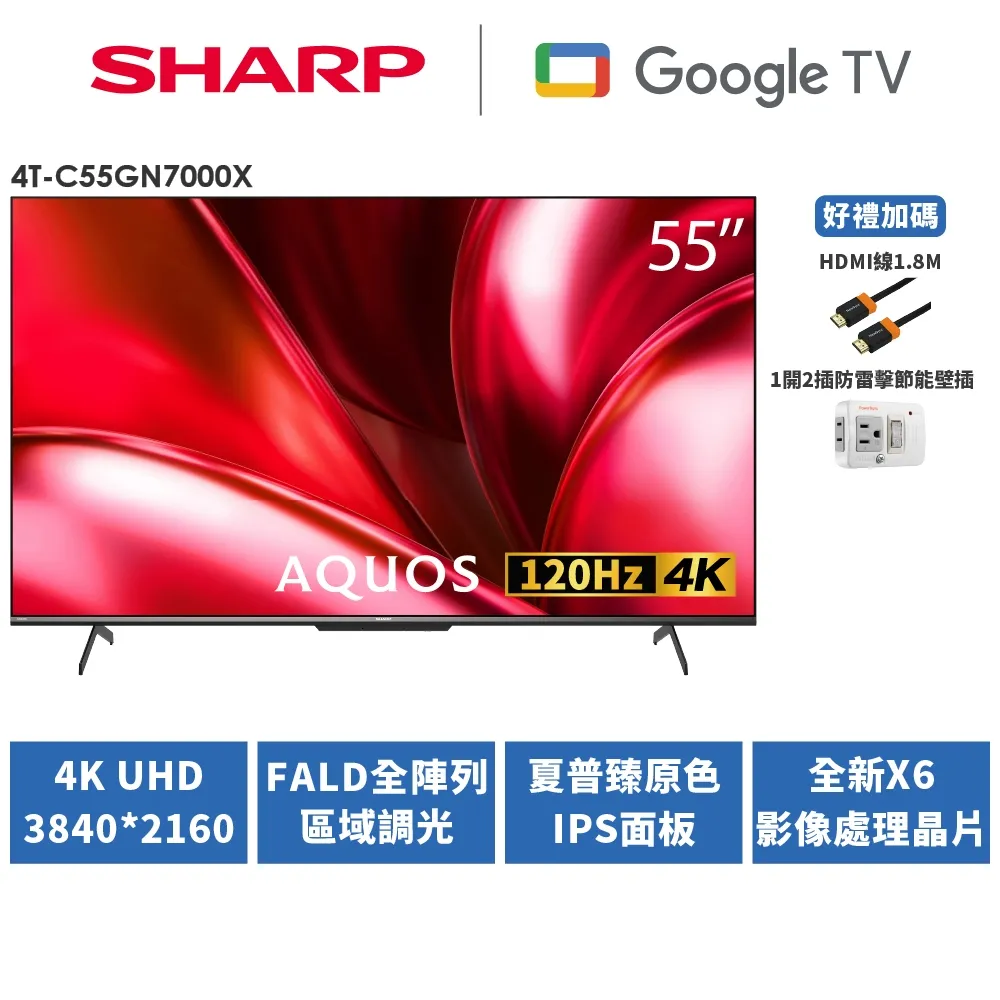 SHARP
Google TV
4T-C55GN7000X
55”
好禮加碼
HDMI線1.8M
1開2插防雷擊節能壁插
AQUOS
120Hz 4K
SHARP
4K UHD
3840*2160
FALD全陣列
區域調光
夏普臻原色
IPS面板
全新X6
影像處理晶片